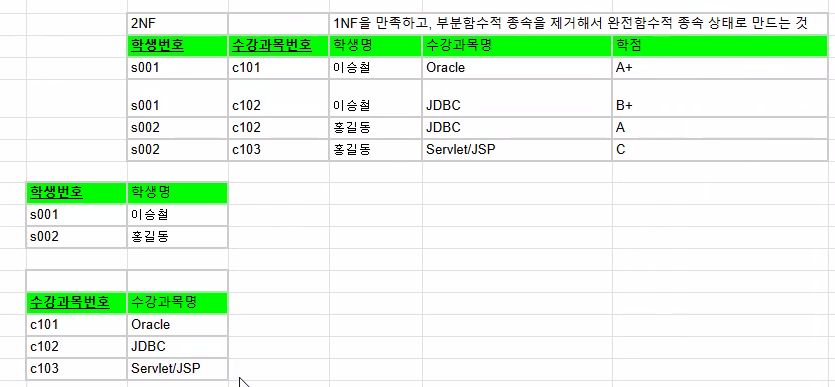 2NF 1NF을 만족하고, 부분함수적 종속을 제거해서 완전함수적 종속 상태로 만드는 것
학생번호 수강과목번호 학생명 수강과목명 학점
s001 c101 이승철 Oracle A+
s001 c102 이승철 JDBC B+
s002 c102 홍길동 JDBC A
s002 c103 홍길동 Servlet/JSP C
학생번호 학생명
s001 이승철
s002 홍길동
수강과목번호 수강과목명
c101 Oracle
c102 JDBC
c103 Servlet/JSP